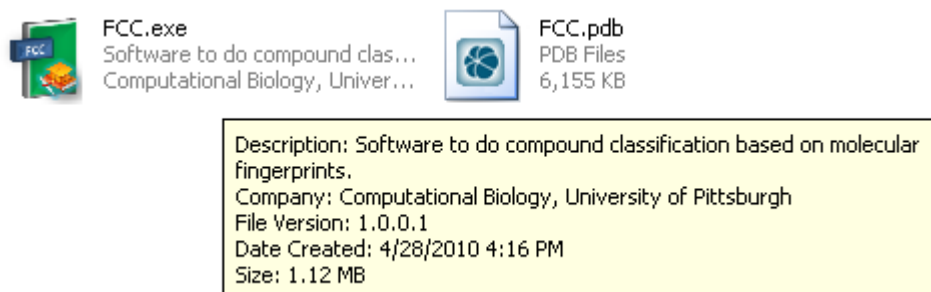 FCC.exe
Software to do compound clas...
Computational Biology, Univer...
FCC
FCC.pdb
PDB Files
6,155 KB
Description: Software to do compound classification based on molecular
fingerprints.
Company: Computational Biology, University of Pittsburgh
File Version: 1.0.0.1
Date Created: 4/28/2010 4:16 PM
Size: 1.12 MB